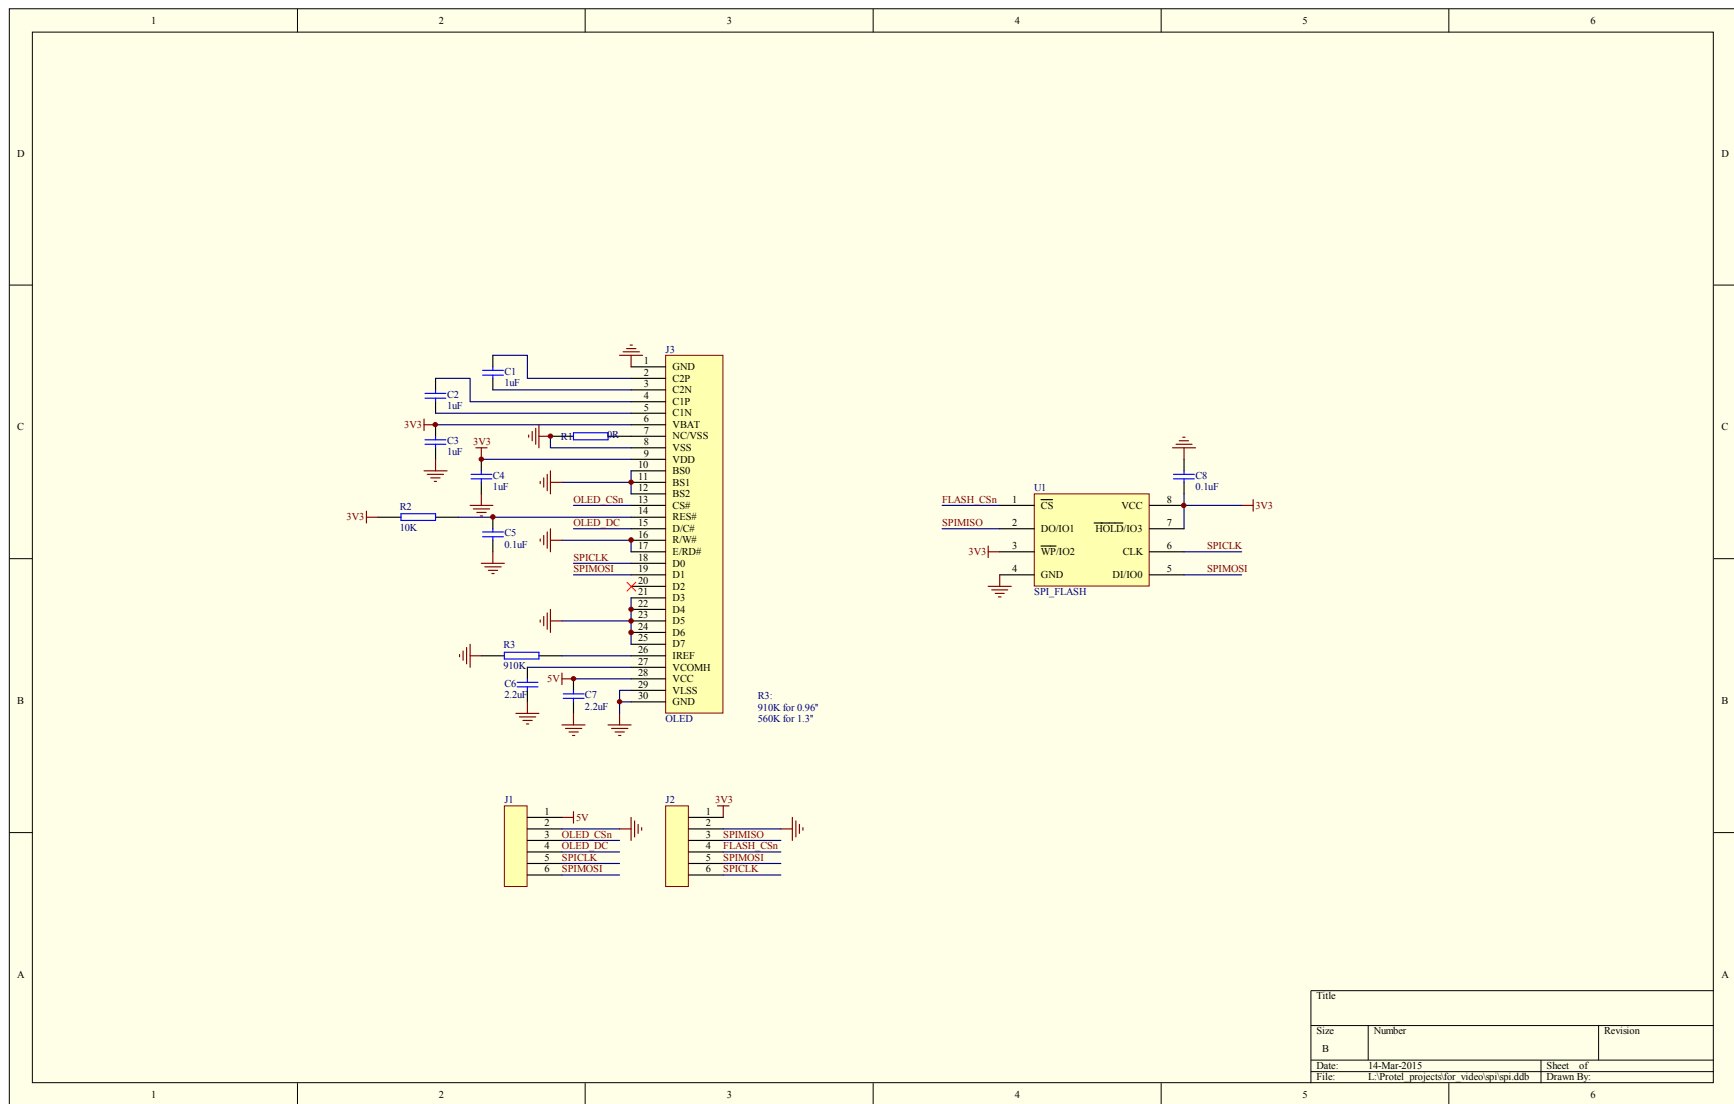 1 2 3 4 5 6
D D
C C
B B
A A
J3
1 GND
2 C2P
3 C2N
4 C1P
5 C1N
6 VBAT
7 NC/VSS
8 VSS
9 VDD
10 BS0
11 BS1
12 BS2
13 CS#
14 RES#
15 D/C#
16 R/W#
17 E/RD#
18 D0
19 D1
20 D2
21 D3
22 D4
23 D5
24 D6
25 D7
26 IREF
27 VCOMH
28 VCC
29 VLSS
30 GND
OLED
C1
1uF
C2
1uF
3V3
C3
1uF
R1 0R
3V3
C4
1uF
OLED_CSn
3V3
R2
10K
OLED_DC
C5
0.1uF
SPICLK
SPIMOSI
R3
910K
C6
2.2uF
5V
C7
2.2uF
R3:
910K for 0.96"
560K for 1.3"
U1
FLASH_CSn 1 CS
SPIMISO 2 DO/IO1
3V3 3 WP/IO2
4 GND
VCC 8 3V3
HOLD/IO3 7
CLK 6 SPICLK
DI/IO0 5 SPIMOSI
SPI_FLASH
C8
0.1uF
J1
1 5V
2
3 OLED_CSn
4 OLED_DC
5 SPICLK
6 SPIMOSI
J2
1 3V3
2
3 SPIMISO
4 FLASH_CSn
5 SPIMOSI
6 SPICLK
Title
Size Number Revision
B
Date: 14-Mar-2015 Sheet of
File: L:\Protel_projects\for_video\spi\spi.ddb Drawn By:
1 2 3 4 5 6